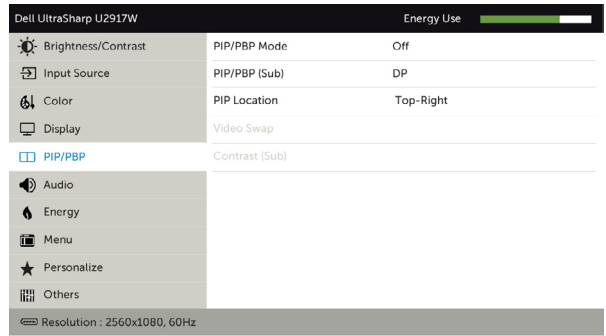 Dell UltraSharp U2917W Energy Use
Brightness/Contrast PIP/PBP Mode Off
Input Source PIP/PBP (Sub) DP
Color PIP Location Top-Right
Display Video Swap
PIP/PBP Contrast (Sub)
Audio
Energy
Menu
Personalize
Others
Resolution : 2560x1080, 60Hz